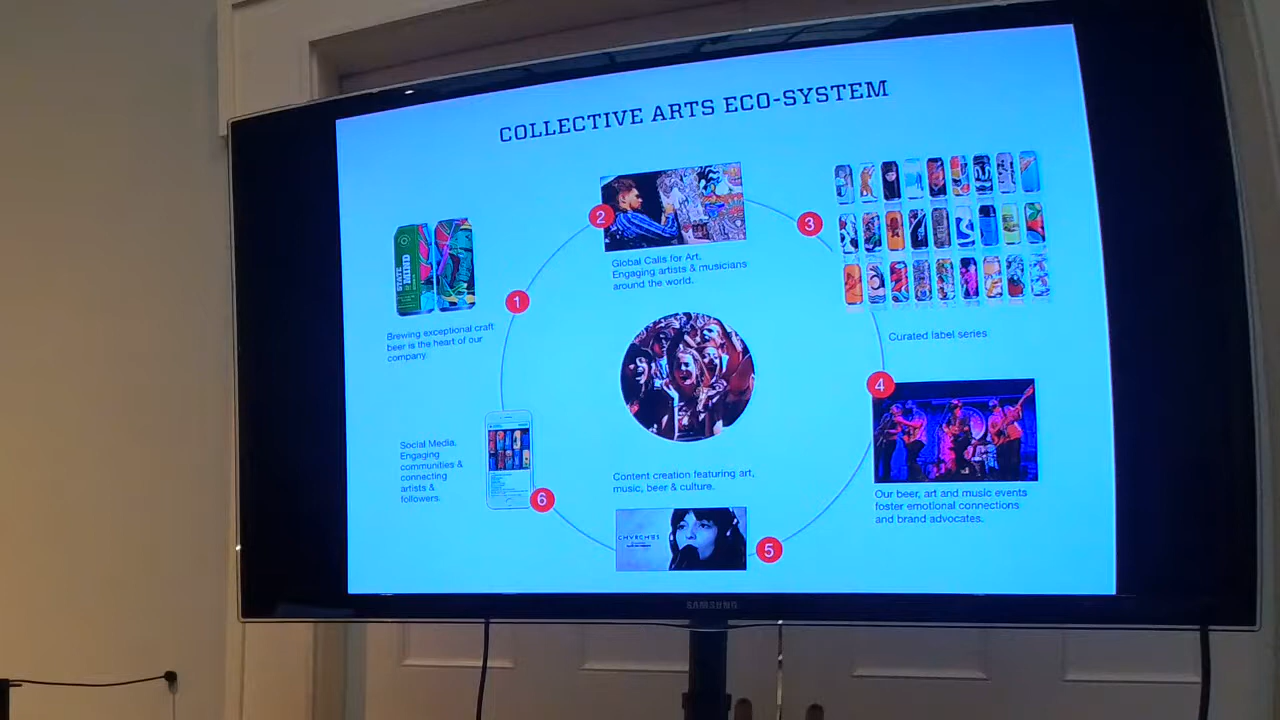 COLLECTIVE ARTS ECO-SYSTEM
1
STATE
OF
MIND
Brewing exceptional craft
beer is the heart of our
company.
2
Global Calls for Art,
Engaging artists & musicians
around the world.
3
Curated label series
4
Our beer, art and music events
foster emotional connections
and brand advocates.
Content creation featuring art,
music, beer & culture.
CHVRCHES
5
Social Media,
Engaging
communities &
connecting
artists &
followers.
6
SAMSUNG